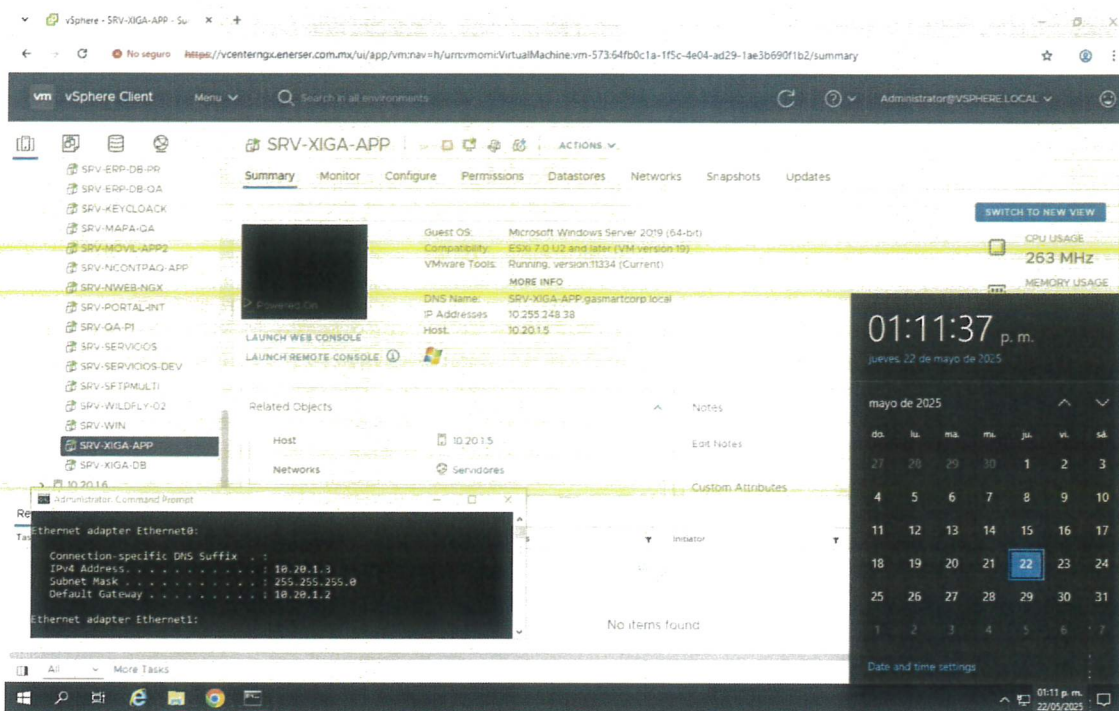 vSphere - SRV-XIGA-APP - Su
No seguro https://vcenterngx.enerser.com.mx/ui/app/vm;nav=h/urn:vmomi:VirtualMachine:vm-573:64fb0c1a-1f5c-4e04-ad29-1ae3b690f1b2/summary
vm vSphere Client Menu Search in all environments Administrator@VSPHERE.LOCAL
SRV-XIGA-APP ACTIONS
Summary Monitor Configure Permissions Datastores Networks Snapshots Updates
SRV-ERP-DB-PR
SRV-ERP-DB-QA
SRV-KEYCLOACK
SRV-MAPA-QA
SRV-MOVIL-APP2
SRV-NCONTPAQ-APP
SRV-NWEB-NGX
SRV-PORTAL-INT
SRV-QA-P1
SRV-SERVICIOS
SRV-SERVICIOS-DEV
SRV-SFTPMULTI
SRV-WILDFLY-02
SRV-WIN
SRV-XIGA-APP
SRV-XIGA-DB
10.20.1.6
SWITCH TO NEW VIEW
Powered On
LAUNCH WEB CONSOLE
LAUNCH REMOTE CONSOLE
Guest OS: Microsoft Windows Server 2019 (64-bit)
Compatibility: ESXi 7.0 U2 and later (VM version 19)
VMware Tools: Running, version:11334 (Current)
MORE INFO
DNS Name: SRV-XIGA-APP.gasmartcorp.local
IP Addresses 10.255.248.38
Host: 10.20.1.5
CPU USAGE
263 MHz
MEMORY USAGE
Related Objects
Host 10.20.1.5
Networks Servidores
Notes
Edit Notes
Custom Attributes
Initiator
No items found
All More Tasks
Administrator: Command Prompt
Ethernet adapter Ethernet0:
Connection-specific DNS Suffix . :
IPv4 Address. . . . . . . . . . . : 10.20.1.3
Subnet Mask . . . . . . . . . . . : 255.255.255.0
Default Gateway . . . . . . . . . : 10.20.1.2
Ethernet adapter Ethernet1:
01:11:37 p. m.
jueves, 22 de mayo de 2025
mayo de 2025
do. lu. ma. mi. ju. vi. sá.
27 28 29 30 1 2 3
4 5 6 7 8 9 10
11 12 13 14 15 16 17
18 19 20 21 22 23 24
25 26 27 28 29 30 31
1 2 3 4 5 6 7
Date and time settings
01:11 p. m.
22/05/2025